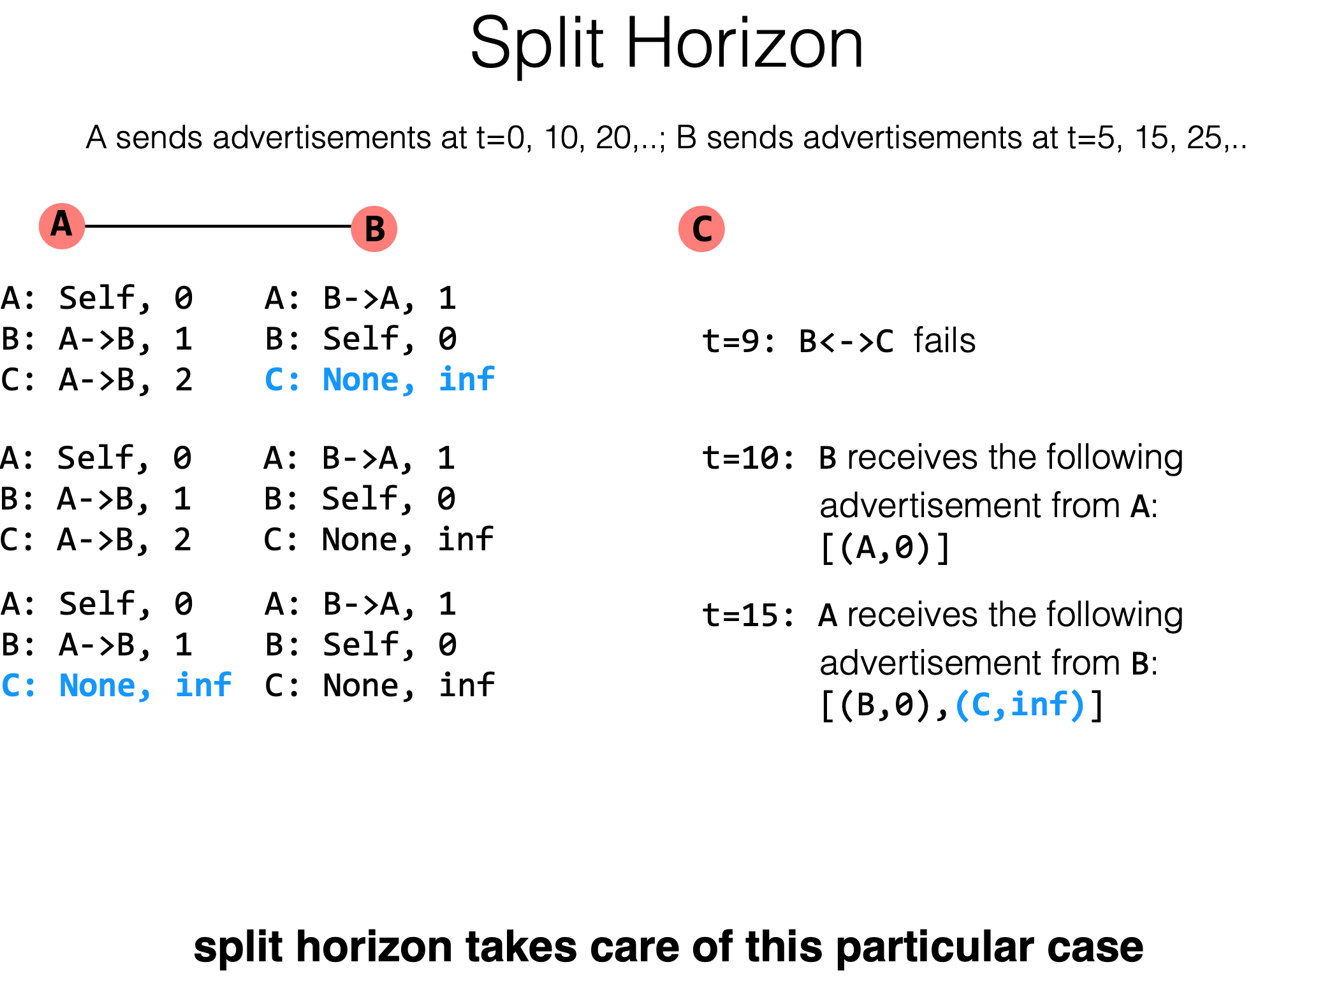 Split Horizon
A sends advertisements at t=0, 10, 20,..; B sends advertisements at t=5, 15, 25,..
A B C
A: Self, 0 A: B->A, 1
B: A->B, 1 B: Self, 0 t=9: B<->C fails
C: A->B, 2 C: None, inf
A: Self, 0 A: B->A, 1 t=10: B receives the following
B: A->B, 1 B: Self, 0 advertisement from A:
C: A->B, 2 C: None, inf [(A,0)]
A: Self, 0 A: B->A, 1 t=15: A receives the following
B: A->B, 1 B: Self, 0 advertisement from B:
C: None, inf C: None, inf [(B,0),(C,inf)]
split horizon takes care of this particular case